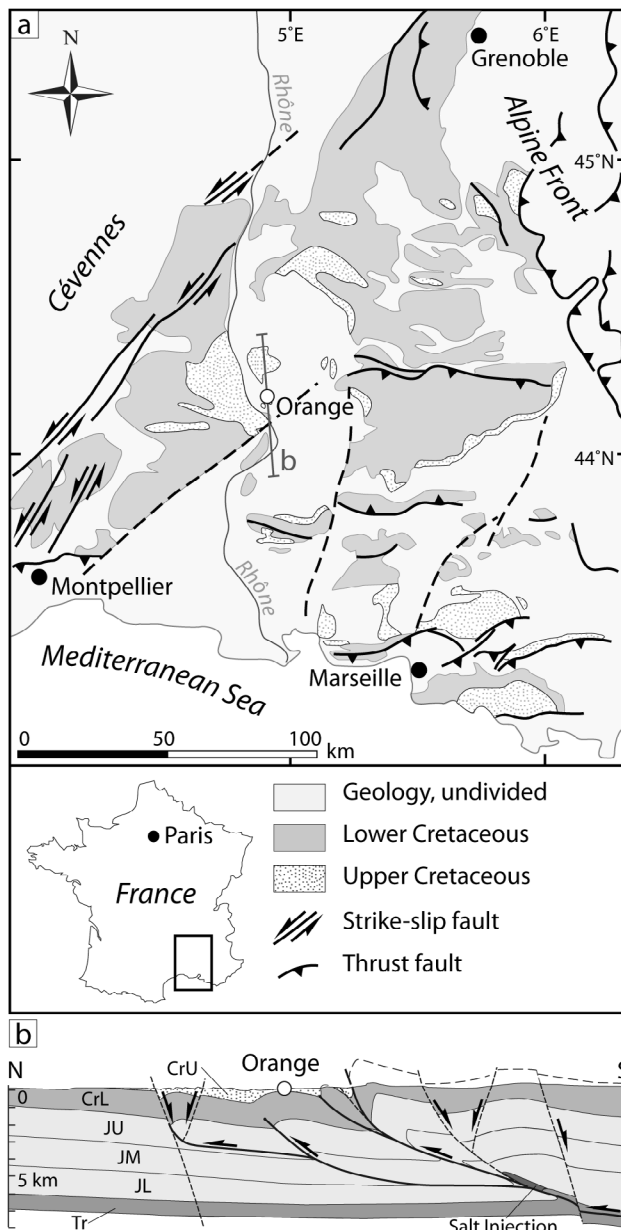 a
N
5°E
6°E
Grenoble
Rhône
Alpine Front
45°N
Cévennes
Orange
b
44°N
Montpellier
Rhône
Mediterranean Sea
Marseille
0 50 100
km
Paris
France
Geology, undivided
Lower Cretaceous
Upper Cretaceous
Strike-slip fault
Thrust fault
b
N
CrU
Orange
0
CrL
JU
JM
5 km
JL
Tr
Salt Injection